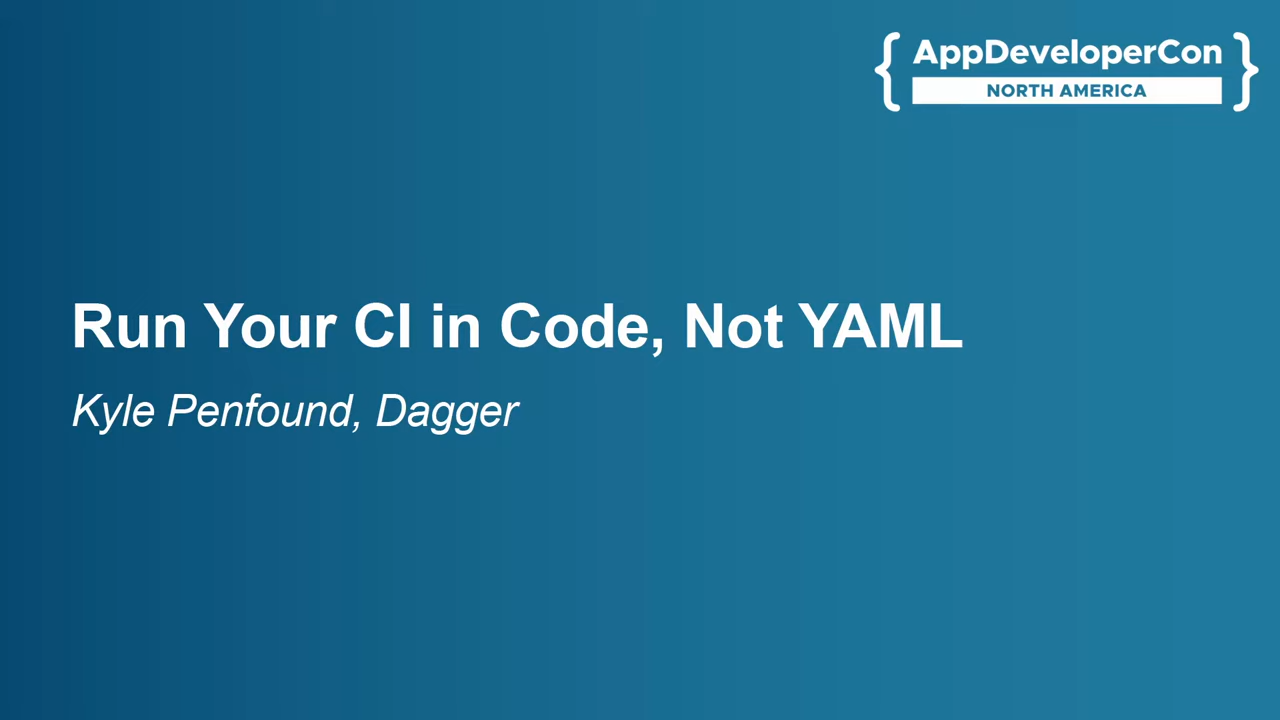 AppDeveloperCon
NORTH AMERICA
Run Your CI in Code, Not YAML
Kyle Penfound, Dagger